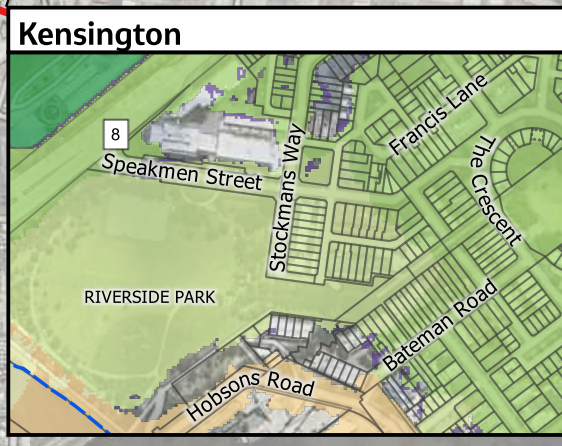 Kensington
Francis Lane
8
The Crescent
Speakmen Street
Stockmans Way
RIVERSIDE PARK
Bateman Road
Hobsons Road